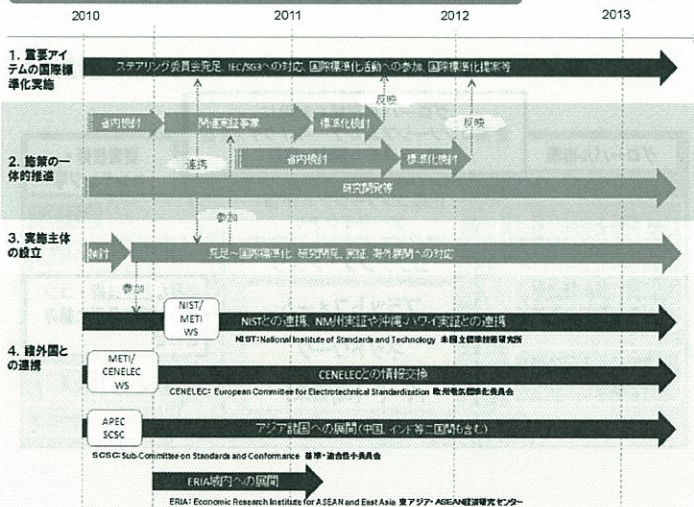 2010 2011 2012 2013
1. 重要アイ
テムの国際標
準化実施
ステアリング委員会発足、IEC/SG3への対応、国際標準化活動への参加、国際標準化提案等
反映
反映
省内検討 関連実証事業 標準化検討
連携
省内検討 標準化検討
2. 施策の一
体的推進
研究開発等
参加
3. 実施主体
の設立
検討
発足~国際標準化、研究開発、実証、海外展開への対応
参加
NIST/
METI
WS
NISTとの連携、NM州実証や沖縄-ハワイ実証との連携
NIST:National Institute of Standards and Technology 米国立標準技術研究所
4. 諸外国と
の連携
METI/
CENELEC
WS
CENELECとの情報交換
CENELEC: European Committee for Electrotechnical Standardization 欧州電気標準化委員会
APEC
SCSC
アジア諸国への展開(中国、インド等二国間も含む)
SCSC:Sub-Committee on Standards and Conformance 基準・適合性小委員会
ERIA域内への展開
ERIA: Economic Research Institute for ASEAN and East Asia 東アジア・ASEAN経済研究センター